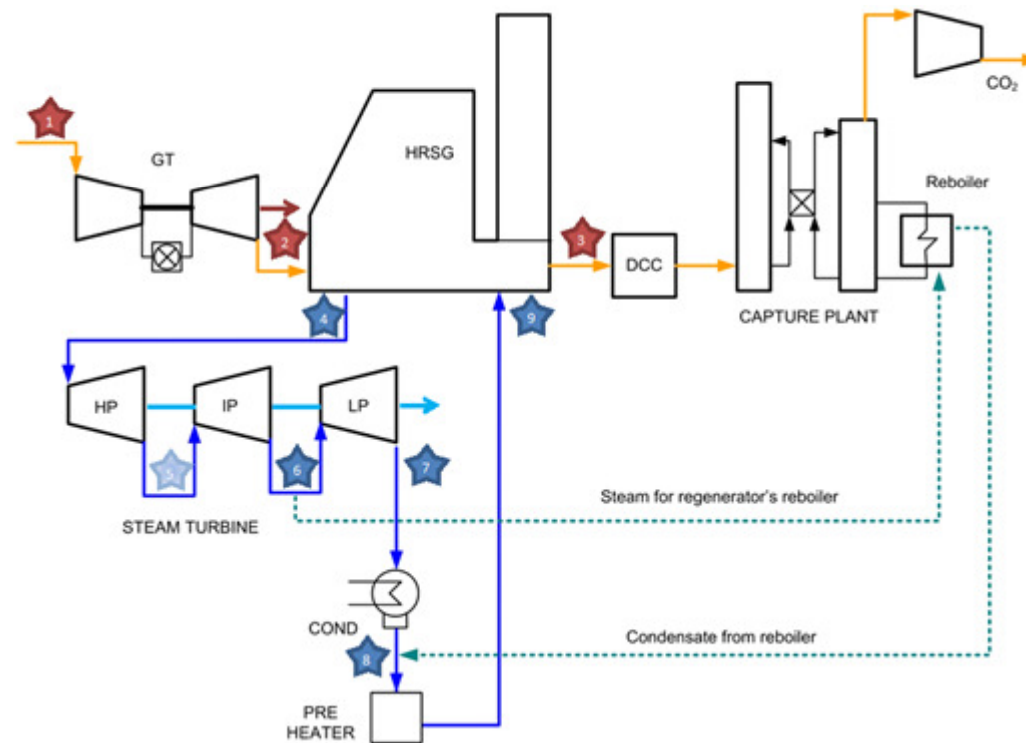 1
GT
2
HRSG
3
DCC
CO₂
Reboiler
CAPTURE PLANT
4
9
HP
IP
LP
5
6
7
STEAM TURBINE
Steam for regenerator's reboiler
COND
8
Condensate from reboiler
PRE
HEATER